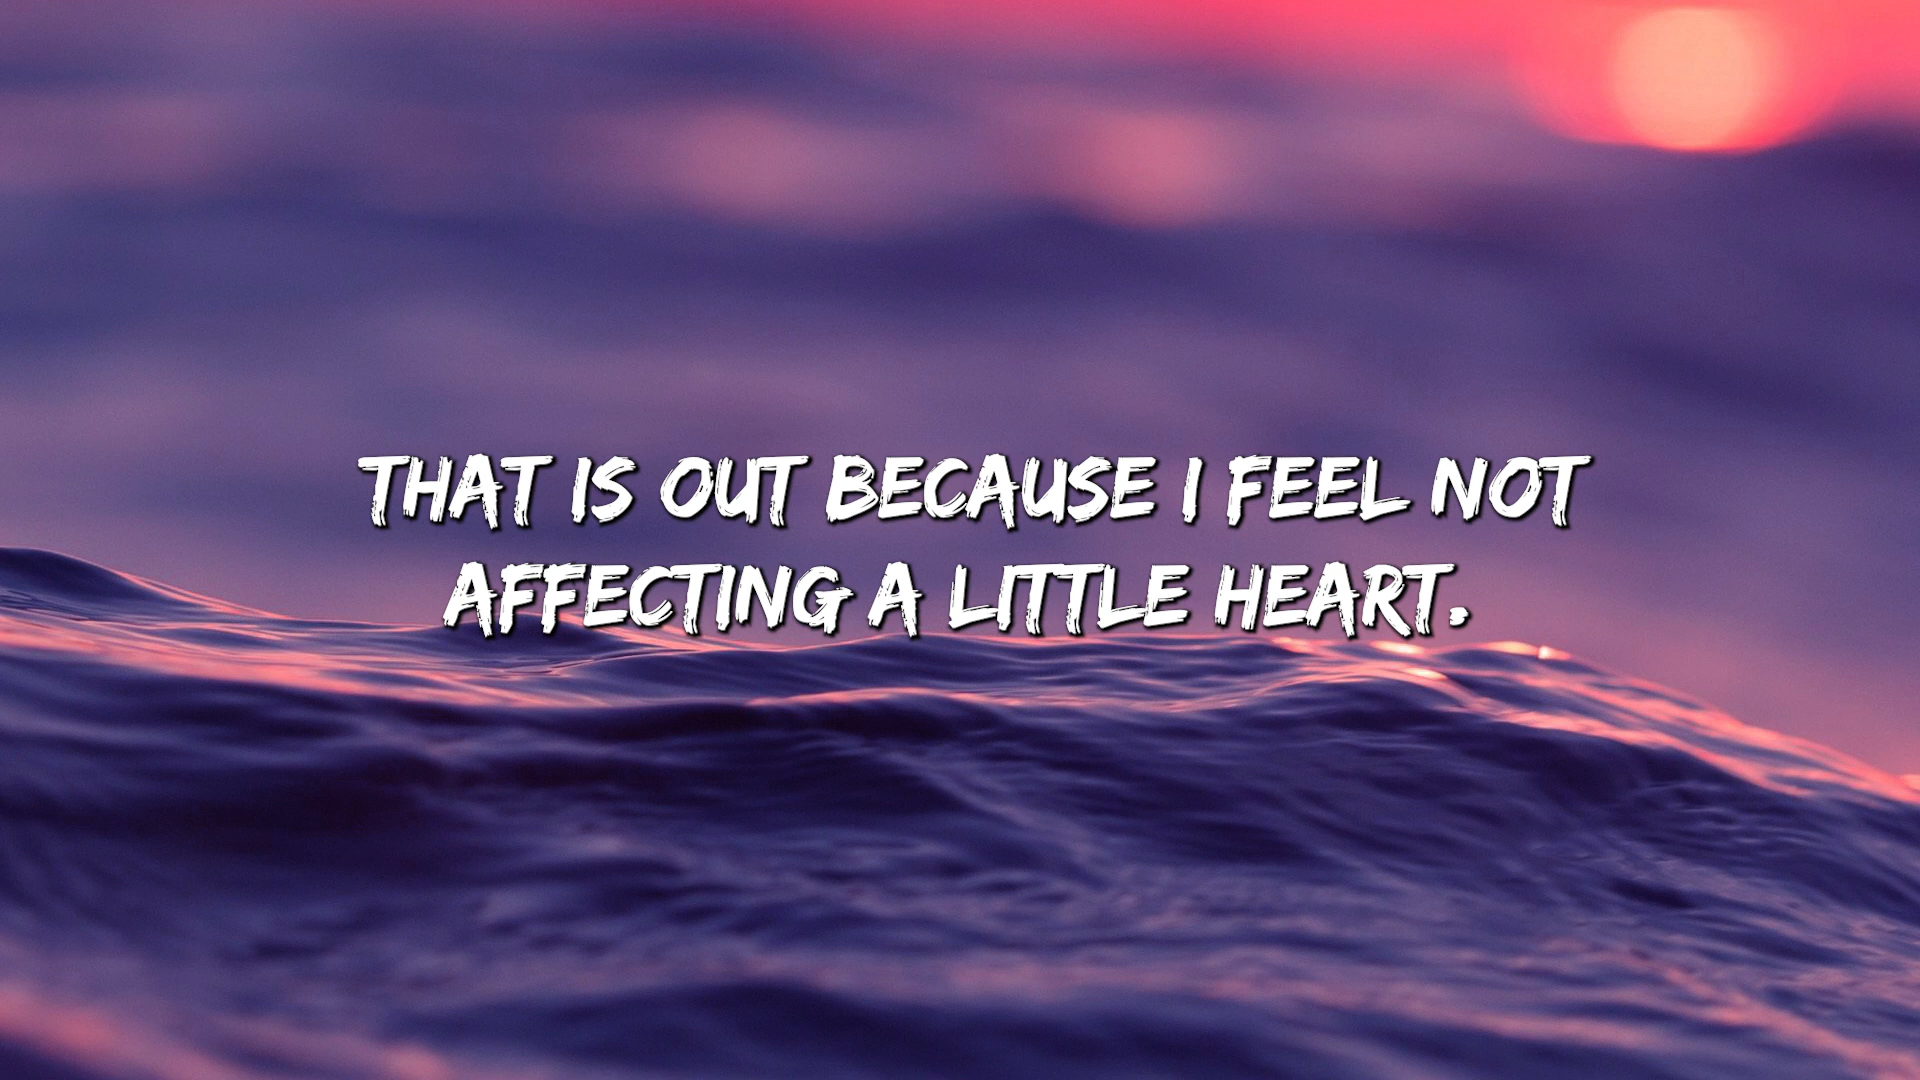 THAT IS OUT BECAUSE I FEEL NOT
AFFECTING A LITTLE HEART.